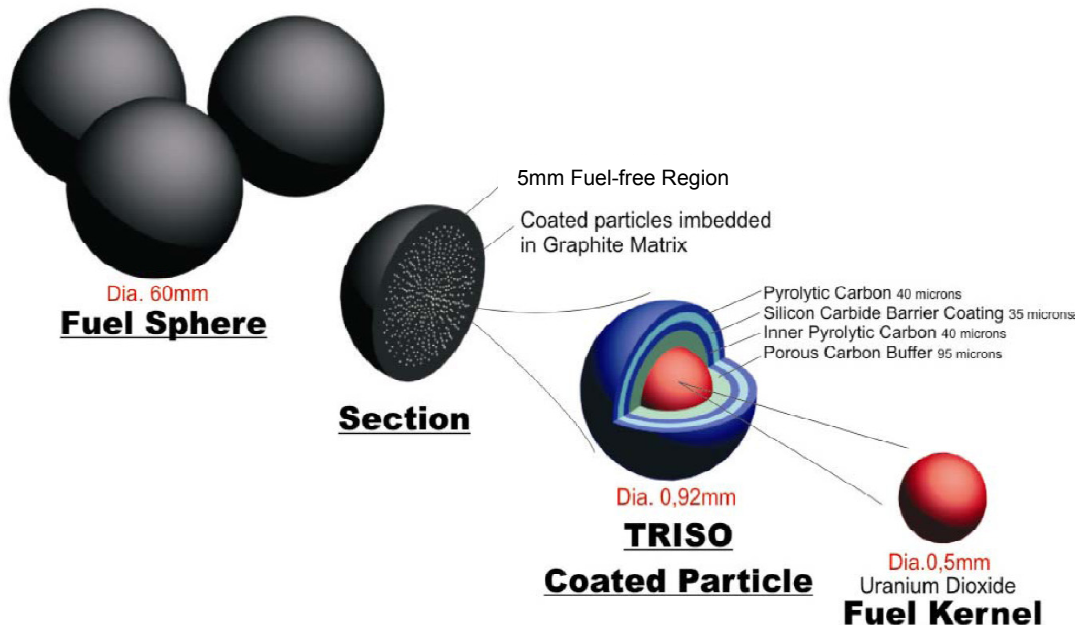 5mm Fuel-free Region
Coated particles imbedded
in Graphite Matrix
Dia. 60mm
Fuel Sphere
Pyrolytic Carbon 40 microns
Silicon Carbide Barrier Coating 35 microns
Inner Pyrolytic Carbon 40 microns
Porous Carbon Buffer 95 microns
Section
Dia. 0,92mm
TRISO
Coated Particle
Dia.0,5mm
Uranium Dioxide
Fuel Kernel